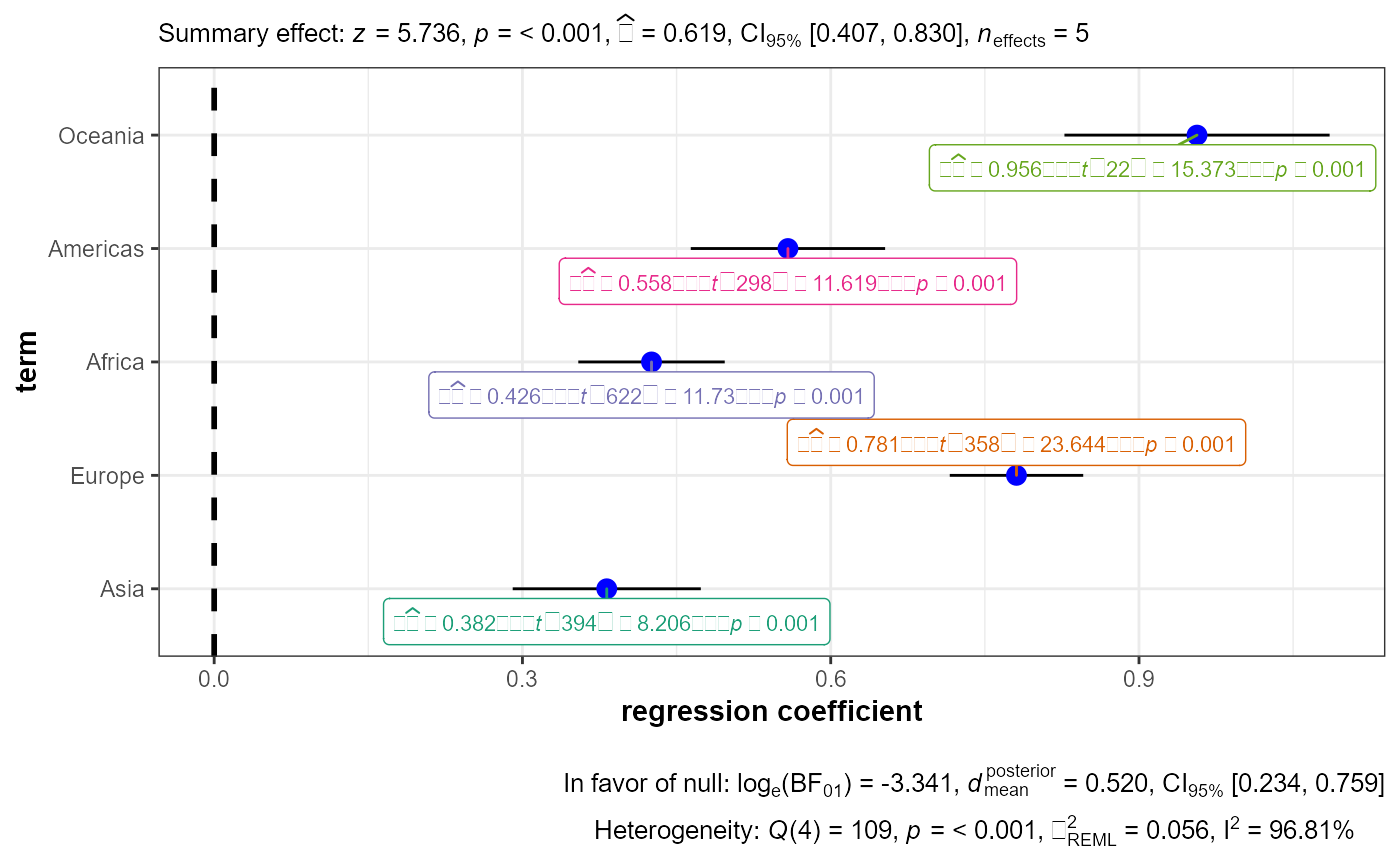 Summary effect: z = 5.736, p = < 0.001, □̂ = 0.619, CI95% [0.407, 0.830], neffects = 5
Oceania
□□̂ □ 0.956□□□t□22□ □ 15.373□□□p □ 0.001
Americas
□□̂ □ 0.558□□□t□298□ □ 11.619□□□p □ 0.001
term
Africa
□□̂ □ 0.426□□□t□622□ □ 11.73□□□p □ 0.001
□□̂ □ 0.781□□□t□358□ □ 23.644□□□p □ 0.001
Europe
Asia
□□̂ □ 0.382□□□t□394□ □ 8.206□□□p □ 0.001
0.0 0.3 0.6 0.9
regression coefficient
In favor of null: loge(BF01) = -3.341, d posterior mean = 0.520, CI95% [0.234, 0.759]
Heterogeneity: Q(4) = 109, p = < 0.001, □²REML = 0.056, I² = 96.81%